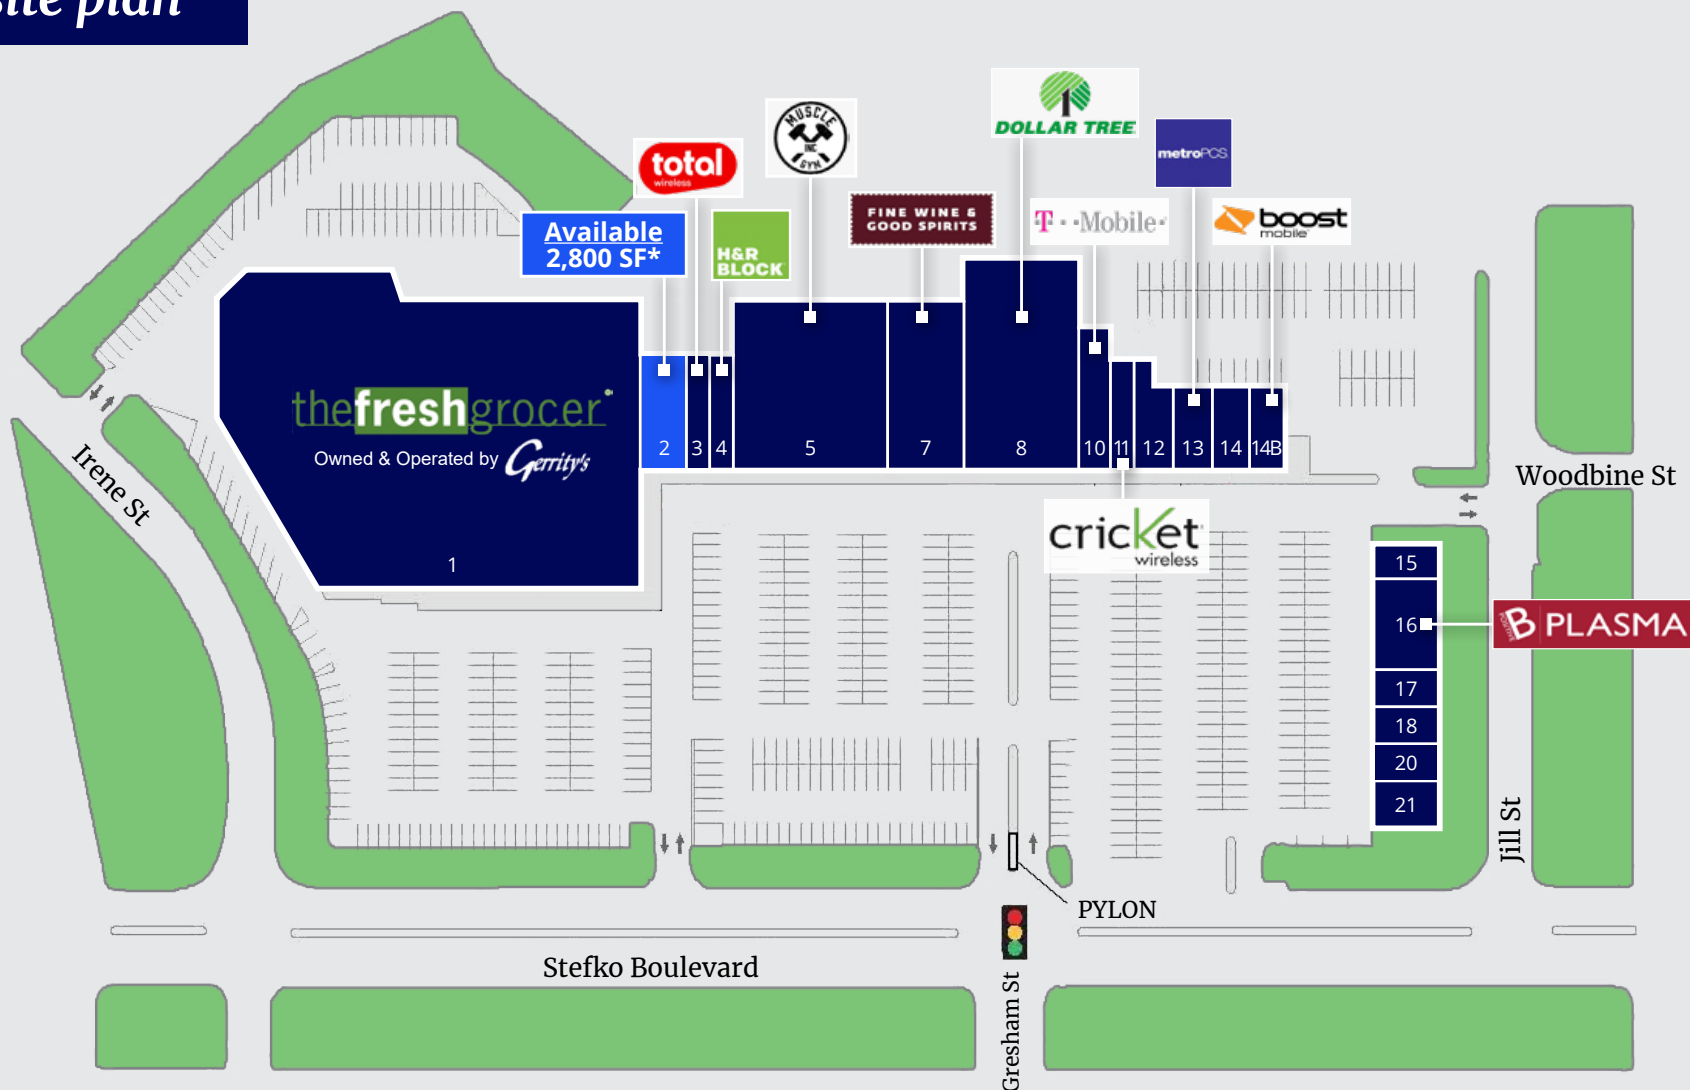 site plan
MUSCLE
INC
GYM
DOLLAR TREE
total
wireless
metroPCS.
Available
2,800 SF*
H&R
BLOCK
FINE WINE &
GOOD SPIRITS
T··Mobile·
boost
mobile
thefreshgrocer
Owned & Operated by Gerrity's
1
2
3
4
5
7
8
10
11
12
13
14
14B
Irene St
Woodbine St
cricket
wireless
15
16
B PLASMA
POSITIVE
17
18
20
21
Jill St
PYLON
Stefko Boulevard
Gresham St